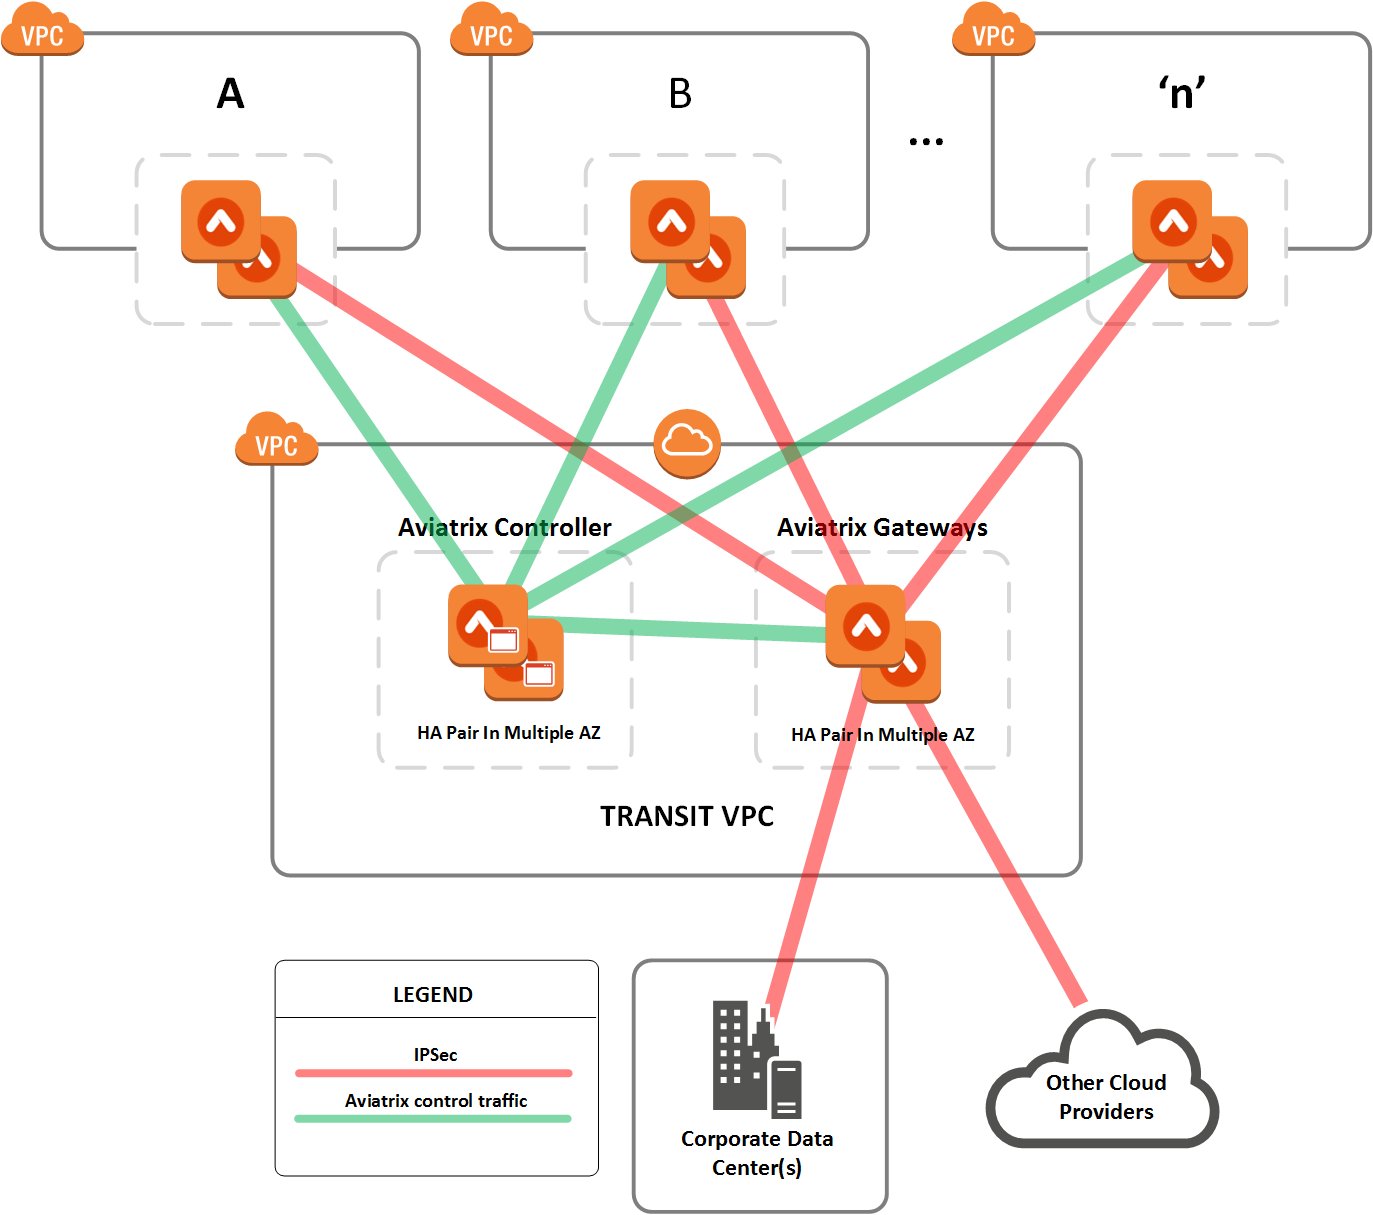 VPC
VPC
VPC
A
B
‘n’
...
VPC
Aviatrix Controller
Aviatrix Gateways
HA Pair In Multiple AZ
HA Pair In Multiple AZ
TRANSIT VPC
LEGEND
IPSec
Aviatrix control traffic
Corporate Data
Center(s)
Other Cloud
Providers